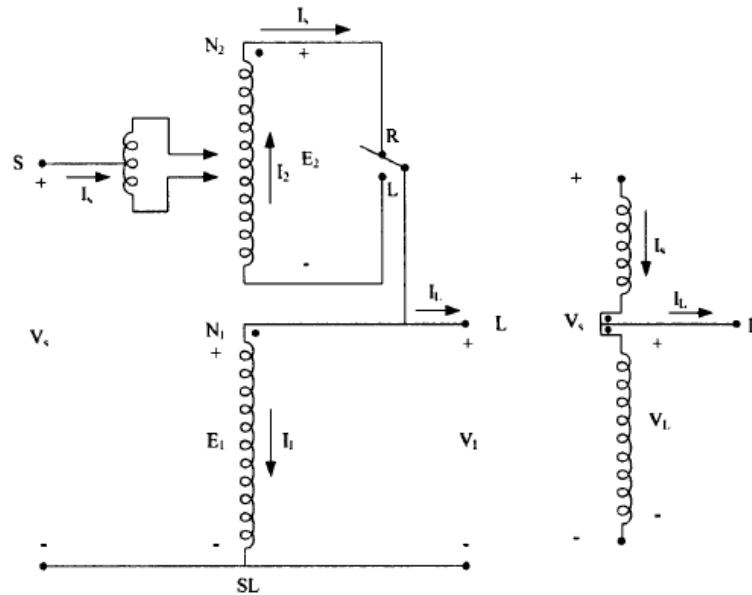 Is
N2
+
R
S
+
Is
I2
E2
L
+
-
Is
IL
IL
N1
L
Vs
+
+
+
Vs
E1
I1
V1
VL
-
-
-
-
-
SL